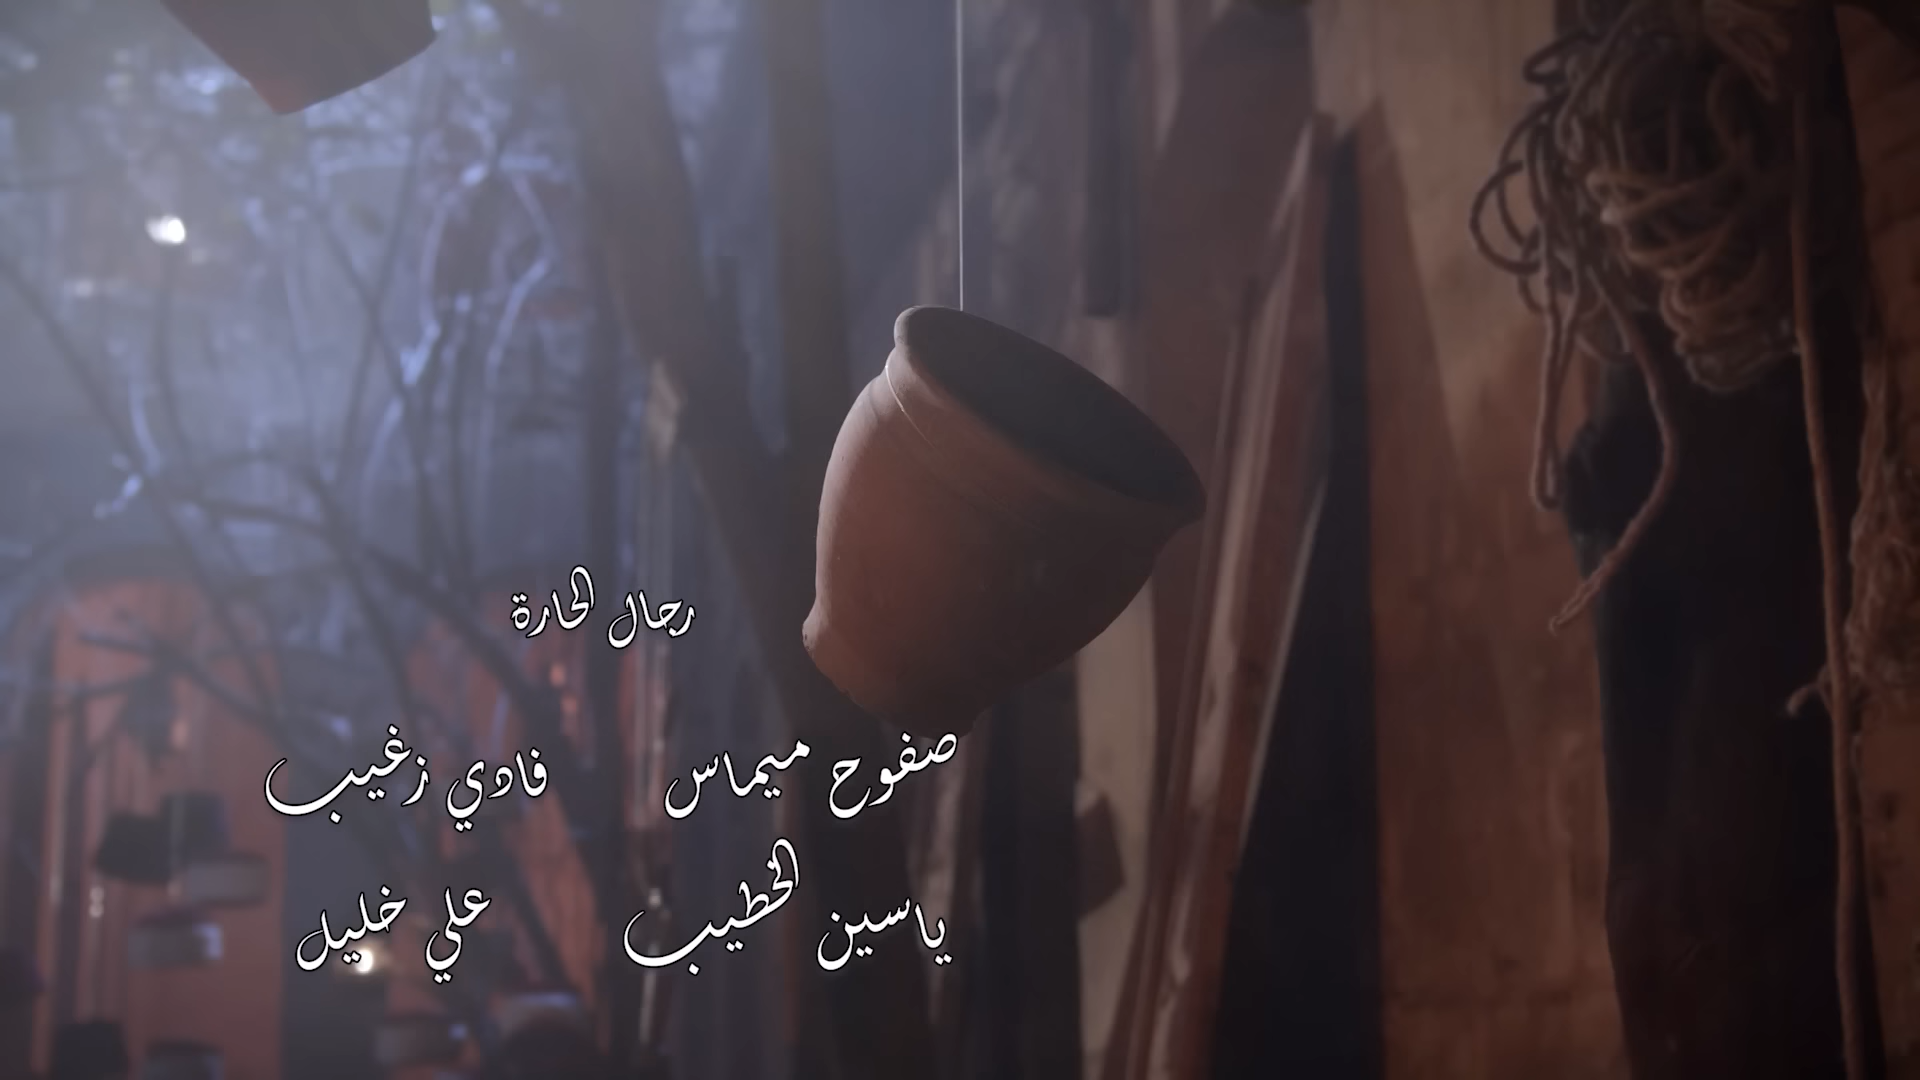 رجال الحارة
صفوح ميماس فادي زغيب
ياسين الخطيب علي خليل